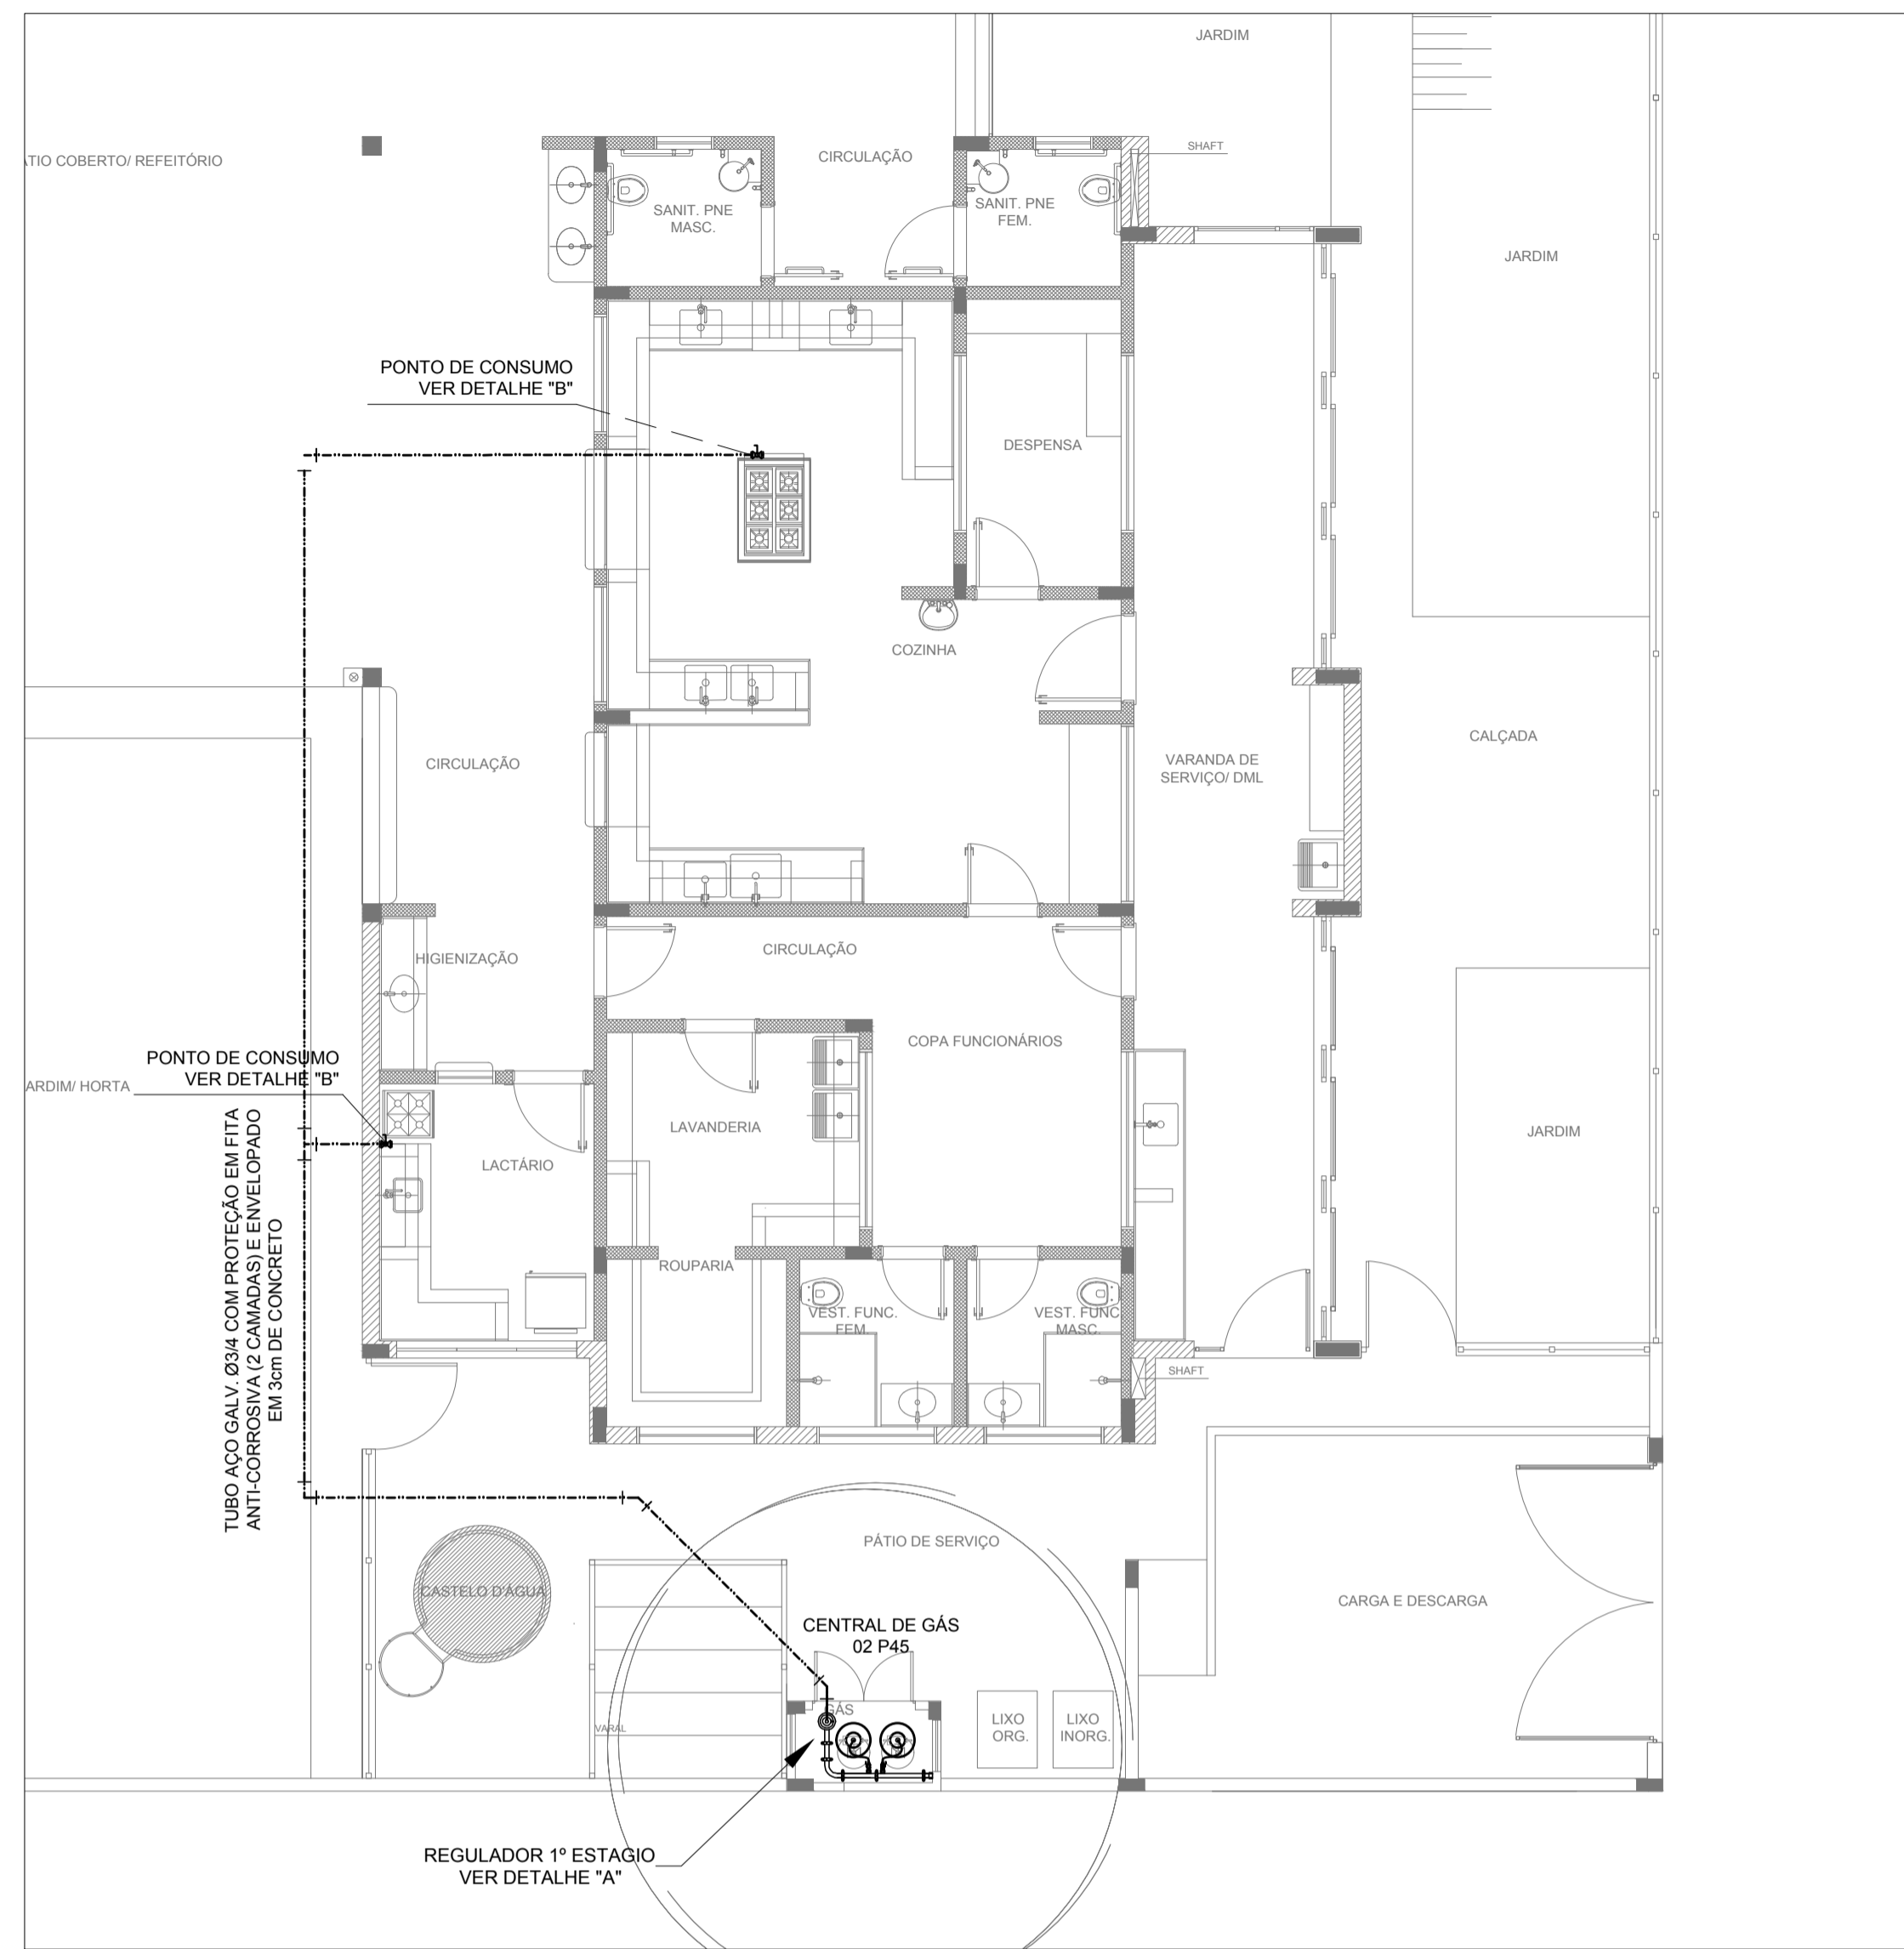 JARDIM
SHAFT
ÁTIO COBERTO/ REFEITÓRIO
CIRCULAÇÃO
SANIT. PNE
MASC.
SANIT. PNE
FEM.
JARDIM
PONTO DE CONSUMO
VER DETALHE "B"
DESPENSA
COZINHA
CIRCULAÇÃO
VARANDA DE
SERVIÇO/ DML
CALÇADA
HIGIENIZAÇÃO
CIRCULAÇÃO
COPA FUNCIONÁRIOS
PONTO DE CONSUMO
VER DETALHE "B"
ARDIM/ HORTA
LAVANDERIA
JARDIM
LACTÁRIO
TUBO AÇO GALV. Ø3/4 COM PROTEÇÃO EM FITA
ANTI-CORROSIVA (2 CAMADAS) E ENVELOPADO
EM 3cm DE CONCRETO
ROUPARIA
VEST. FUNC.
FEM.
VEST. FUNC
MASC.
SHAFT
PÁTIO DE SERVIÇO
CASTELO D'ÁGUA
CARGA E DESCARGA
CENTRAL DE GÁS
02 P45
GÁS
VARAL
LIXO
ORG.
LIXO
INORG.
REGULADOR 1º ESTAGIO
VER DETALHE "A"